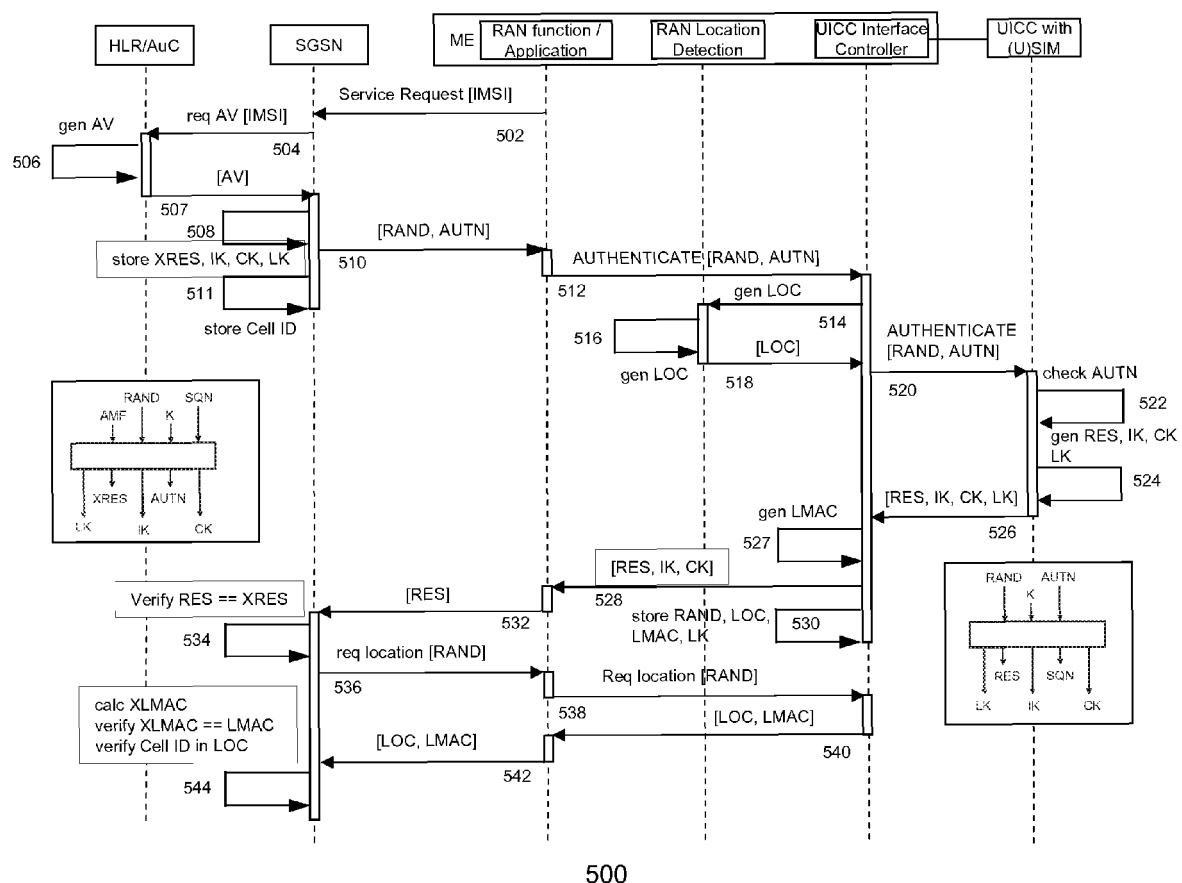 HLR/AuC
SGSN
ME
RAN function /
Application
RAN Location
Detection
UICC Interface
Controller
UICC with
(U)SIM
Service Request [IMSI]
502
req AV [IMSI]
504
gen AV
506
[AV]
507
508
store XRES, IK, CK, LK
[RAND, AUTN]
510
511
store Cell ID
AUTHENTICATE [RAND, AUTN]
512
gen LOC
514
516
gen LOC
[LOC]
518
AUTHENTICATE
[RAND, AUTN]
520
check AUTN
522
gen RES, IK, CK
LK
524
[RES, IK, CK, LK]
526
gen LMAC
527
RAND
SQN
AMF
K
XRES
AUTN
LK
IK
CK
[RES, IK, CK]
528
store RAND, LOC,
LMAC, LK
530
[RES]
532
Verify RES == XRES
534
req location [RAND]
536
Req location [RAND]
538
[LOC, LMAC]
540
[LOC, LMAC]
542
calc XLMAC
verify XLMAC == LMAC
verify Cell ID in LOC
544
RAND
AUTN
K
RES
SQN
LK
IK
CK
500